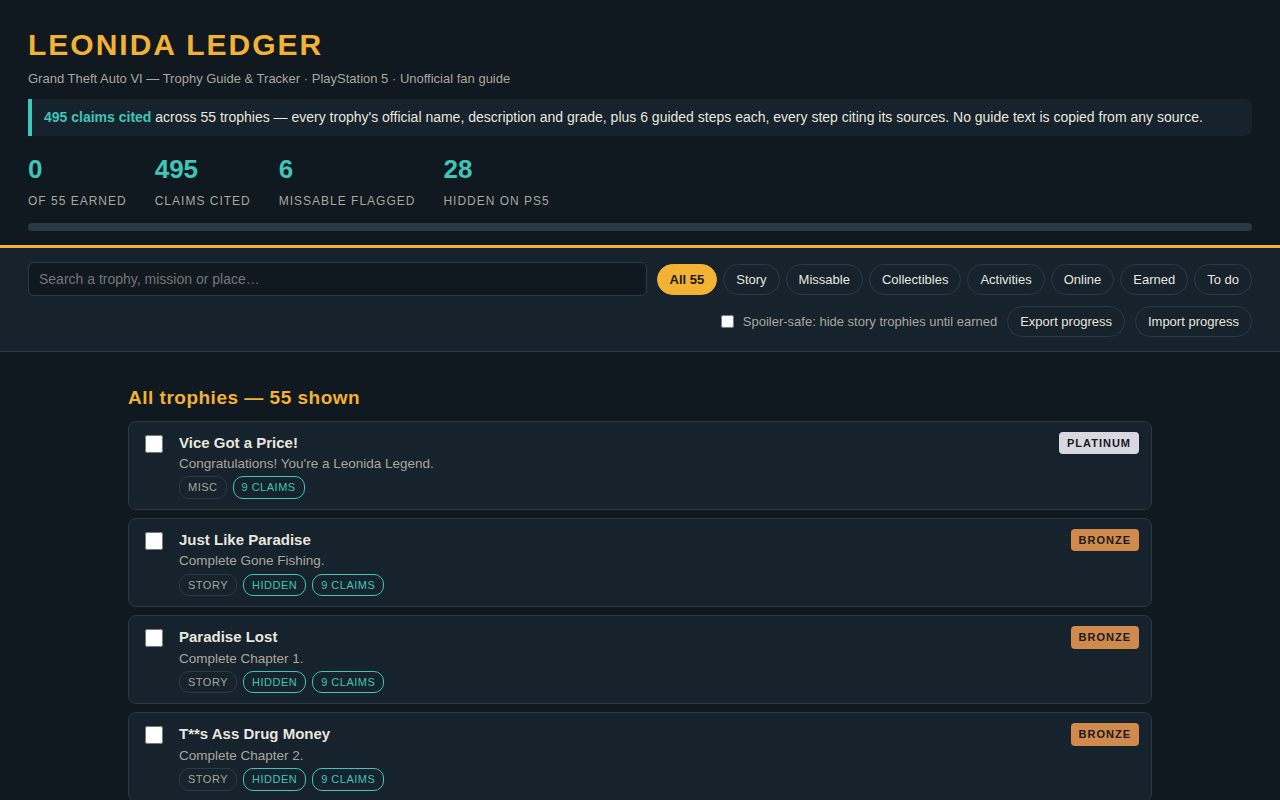 LEONIDA LEDGER
Grand Theft Auto VI — Trophy Guide & Tracker · PlayStation 5 · Unofficial fan guide
495 claims cited across 55 trophies — every trophy's official name, description and grade, plus 6 guided steps each, every step citing its sources. No guide text is copied from any source.
0 495 6 28
OF 55 EARNED CLAIMS CITED MISSABLE FLAGGED HIDDEN ON PS5
Search a trophy, mission or place… All 55 Story Missable Collectibles Activities Online Earned To do
Spoiler-safe: hide story trophies until earned Export progress Import progress
All trophies — 55 shown
Vice Got a Price! PLATINUM
Congratulations! You're a Leonida Legend.
MISC 9 CLAIMS
Just Like Paradise BRONZE
Complete Gone Fishing.
STORY HIDDEN 9 CLAIMS
Paradise Lost BRONZE
Complete Chapter 1.
STORY HIDDEN 9 CLAIMS
T**s Ass Drug Money BRONZE
Complete Chapter 2.
STORY HIDDEN 9 CLAIMS